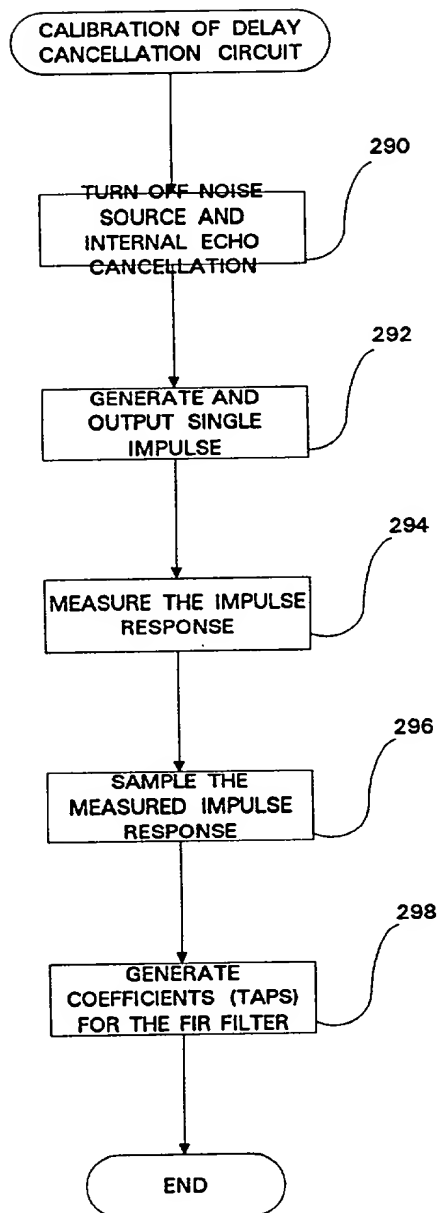 CALIBRATION OF DELAY
CANCELLATION CIRCUIT
290
TURN OFF NOISE
SOURCE AND
INTERNAL ECHO
CANCELLATION
292
GENERATE AND
OUTPUT SINGLE
IMPULSE
294
MEASURE THE IMPULSE
RESPONSE
296
SAMPLE THE
MEASURED IMPULSE
RESPONSE
298
GENERATE
COEFFICIENTS (TAPS)
FOR THE FIR FILTER
END